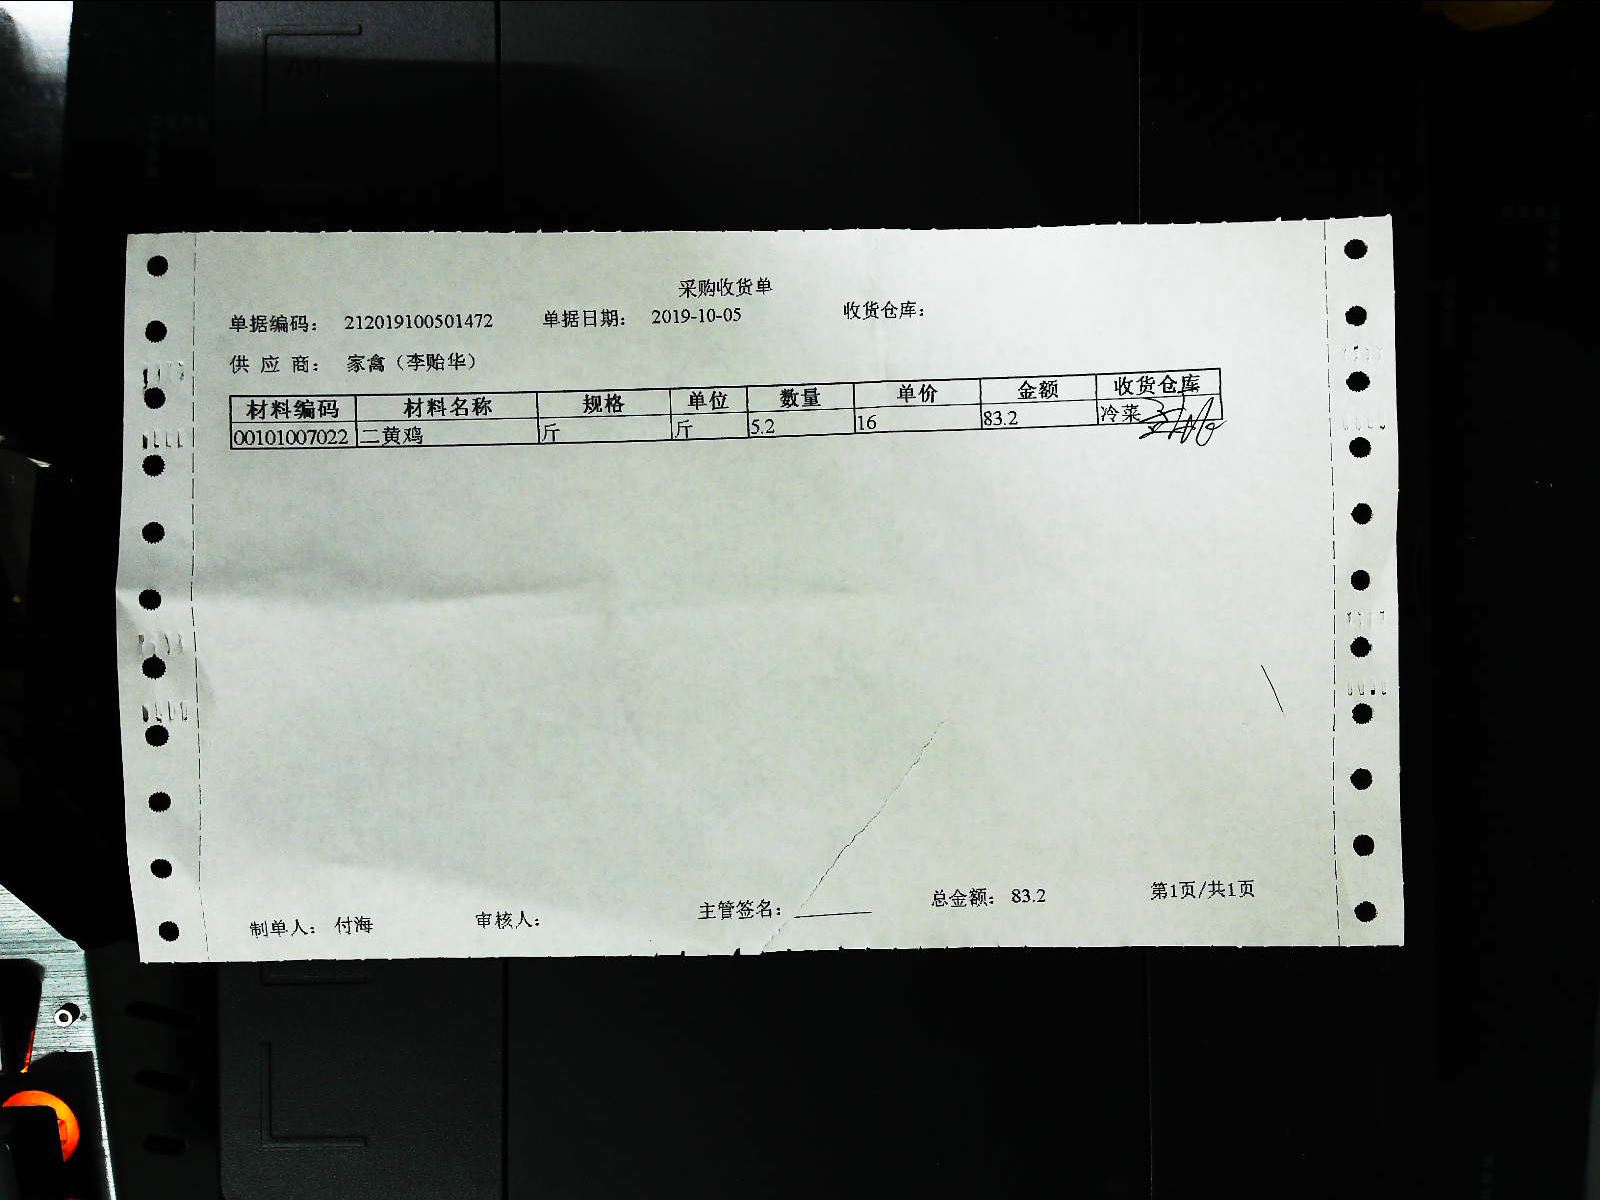 采购收货单
单据编码： 212019100501472 单据日期： 2019-10-05 收货仓库：
供 应 商： 家禽（李贻华）
材料编码 材料名称 规格 单位 数量 单价 金额 收货仓库
00101007022 二黄鸡 斤 斤 5.2 16 83.2 冷菜
制单人： 付海 审核人： 主管签名： 总金额： 83.2 第1页/共1页